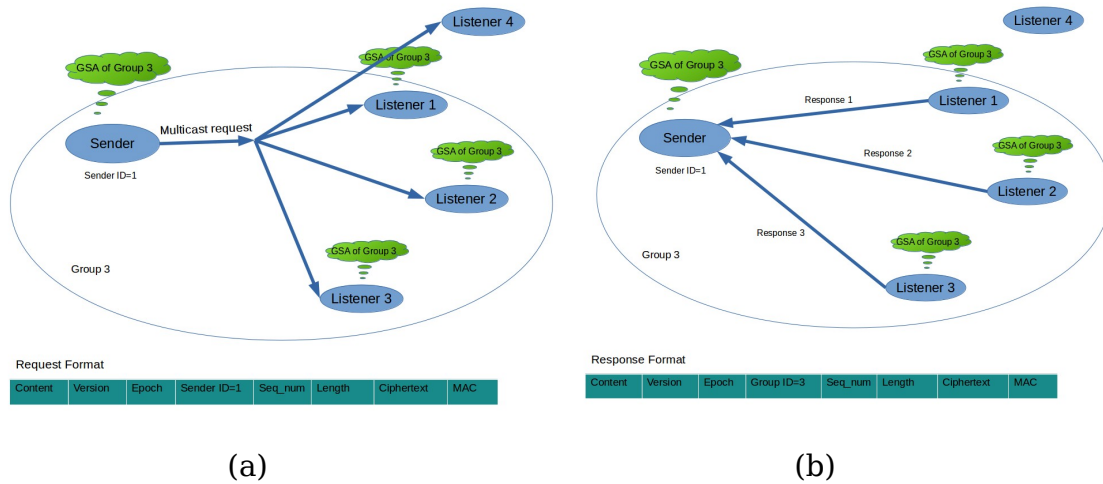 Listener 4
GSA of Group 3
GSA of Group 3
Listener 1
Multicast request
Sender
GSA of Group 3
Sender ID=1
Listener 2
GSA of Group 3
Group 3
Listener 3
Request Format
Content Version Epoch Sender ID=1 Seq_num Length Ciphertext MAC
(a)
Listener 4
GSA of Group 3
GSA of Group 3
Listener 1
Response 1
Sender
GSA of Group 3
Response 2
Sender ID=1
Listener 2
Response 3
GSA of Group 3
Group 3
Listener 3
Response Format
Content Version Epoch Group ID=3 Seq_num Length Ciphertext MAC
(b)